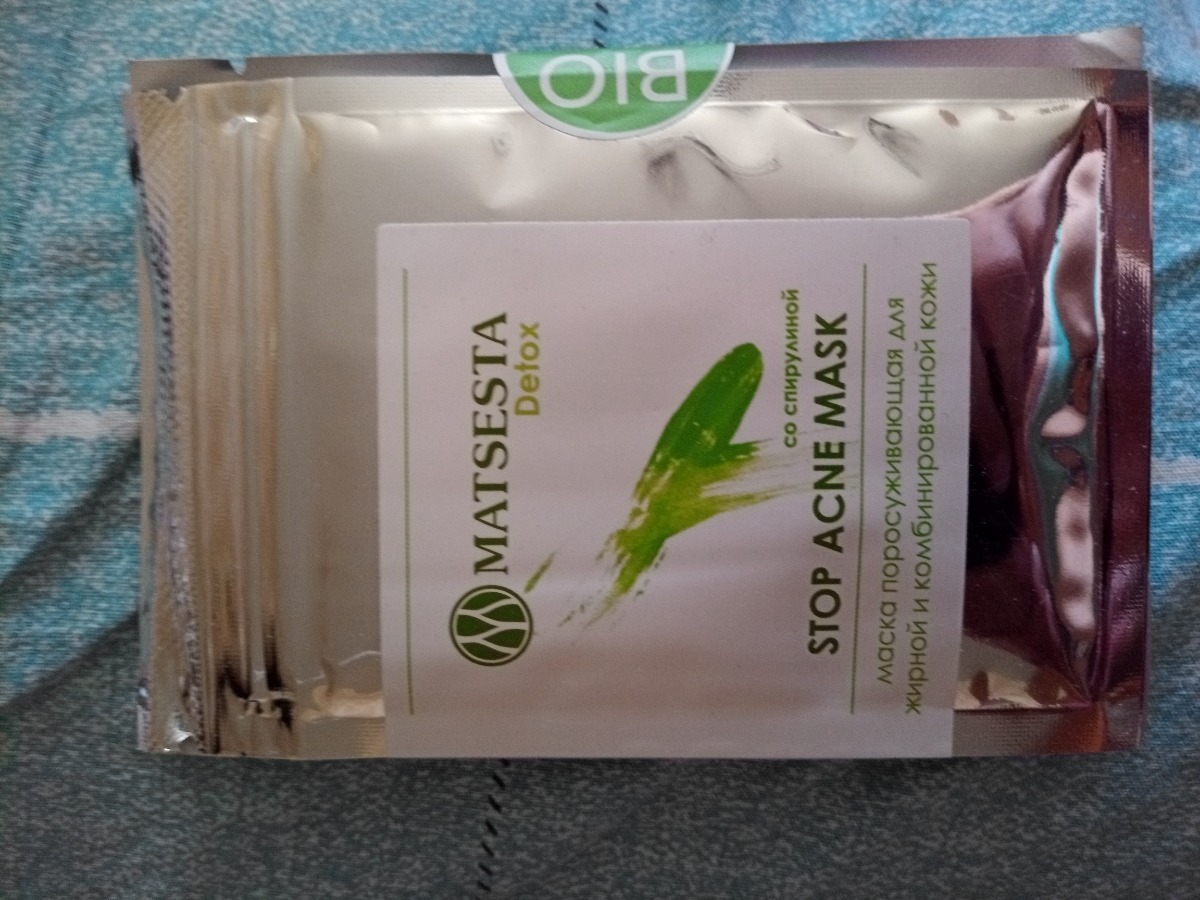 BIO
MATSESTA
Detox
со спирулиной
STOP ACNE MASK
маска поросуживающая для
жирной и комбинированной кожи